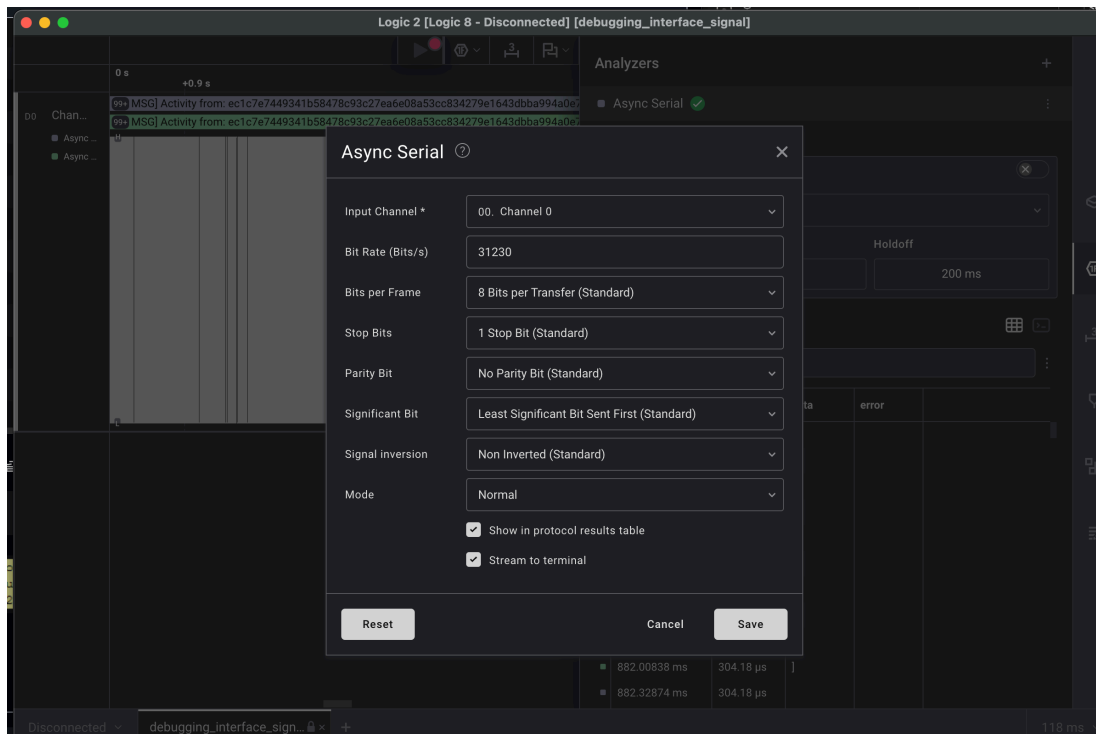 Logic 2 [Logic 8 - Disconnected] [debugging_interface_signal]
0 s
+0.9 s
D0 Chan...
Async ...
Async ...
99+ MSG] Activity from: ec1c7e7449341b58478c93c27ea6e08a53cc834279e1643dbba994a0e
99+ MSG] Activity from: ec1c7e7449341b58478c93c27ea6e08a53cc834279e1643dbba994a0e
H
L
Analyzers
Async Serial
Holdoff
200 ms
ta error
Async Serial
Input Channel * 00. Channel 0
Bit Rate (Bits/s) 31230
Bits per Frame 8 Bits per Transfer (Standard)
Stop Bits 1 Stop Bit (Standard)
Parity Bit No Parity Bit (Standard)
Significant Bit Least Significant Bit Sent First (Standard)
Signal inversion Non Inverted (Standard)
Mode Normal
Show in protocol results table
Stream to terminal
Reset Cancel Save
882.00838 ms 304.18 µs ]
882.32874 ms 304.18 µs
Disconnected debugging_interface_sign... 118 ms